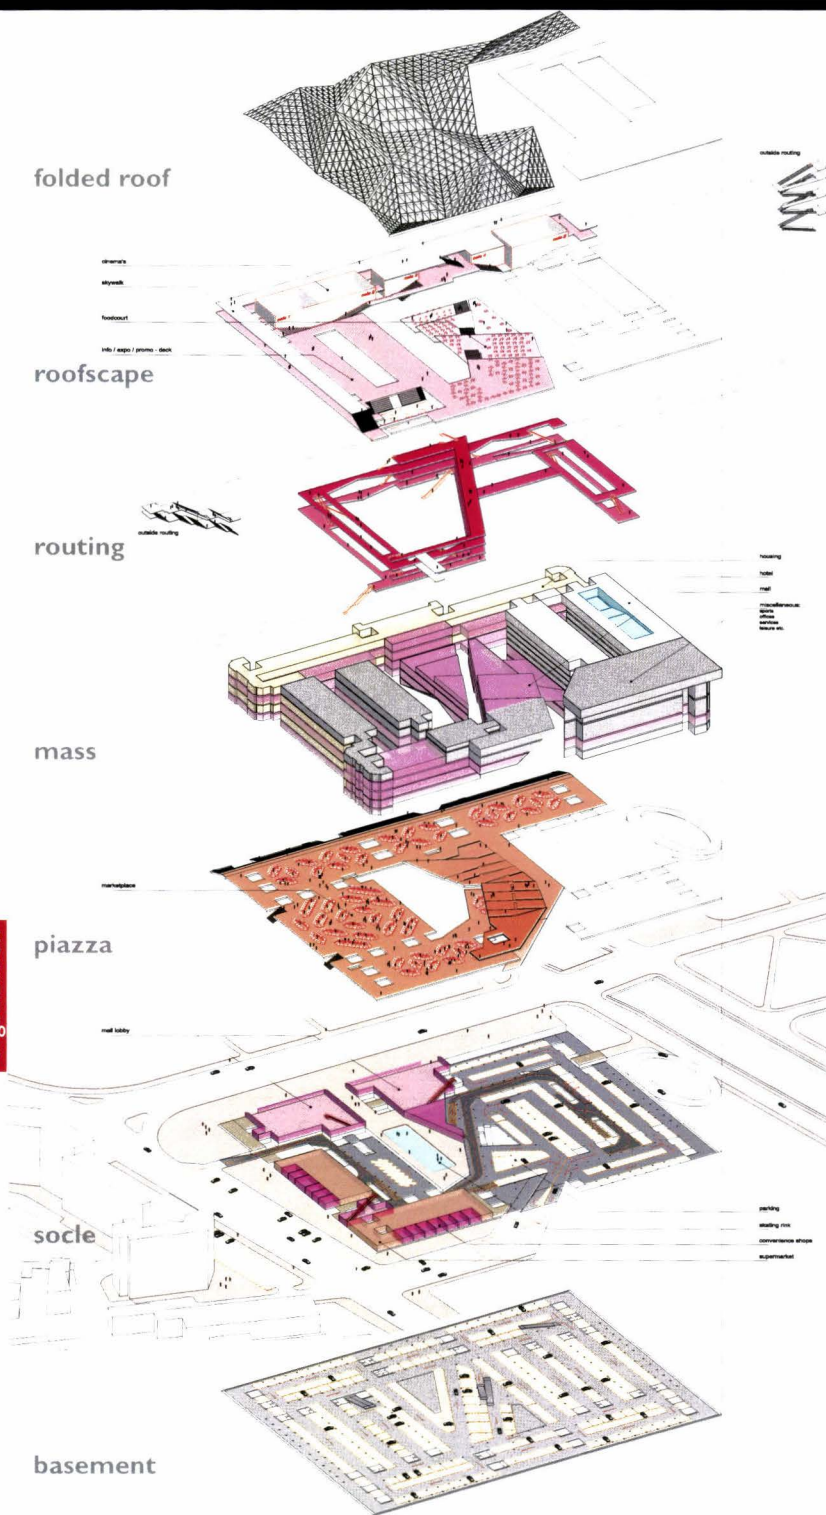 folded roof
outside routing
cinema's
skywalk
foodcourt
info / expo / promo - deck
roofscape
routing
outside routing
housing
hotel
mall
miscellaneous:
sports
offices
services
leisure etc.
mass
marketplace
piazza
0
mall lobby
socle
parking
skating rink
convenience shops
supermarket
basement